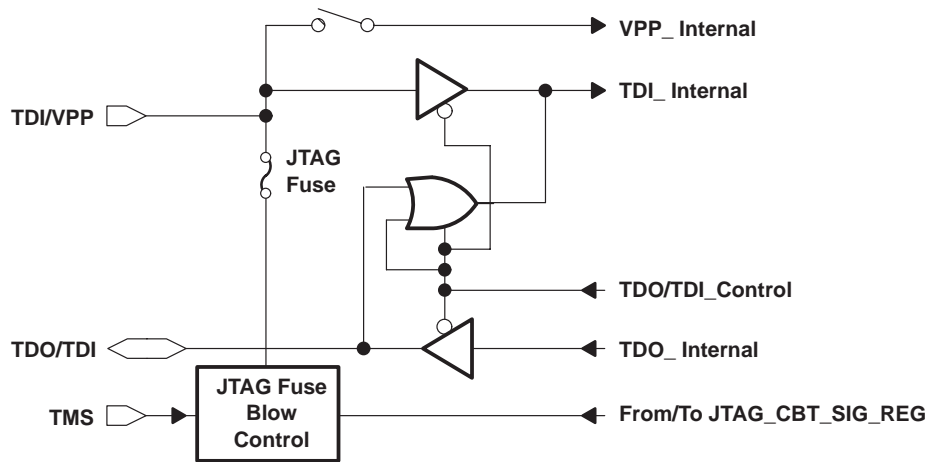 VPP_ Internal
TDI_ Internal
TDI/VPP
JTAG
Fuse
TDO/TDI_Control
TDO/TDI
TDO_ Internal
JTAG Fuse
Blow
Control
TMS
From/To JTAG_CBT_SIG_REG